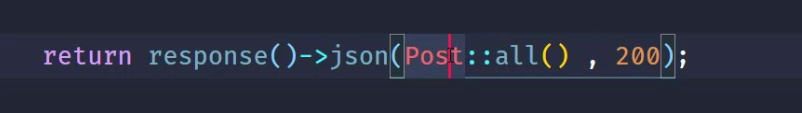 return response()->json(Post::all() , 200);